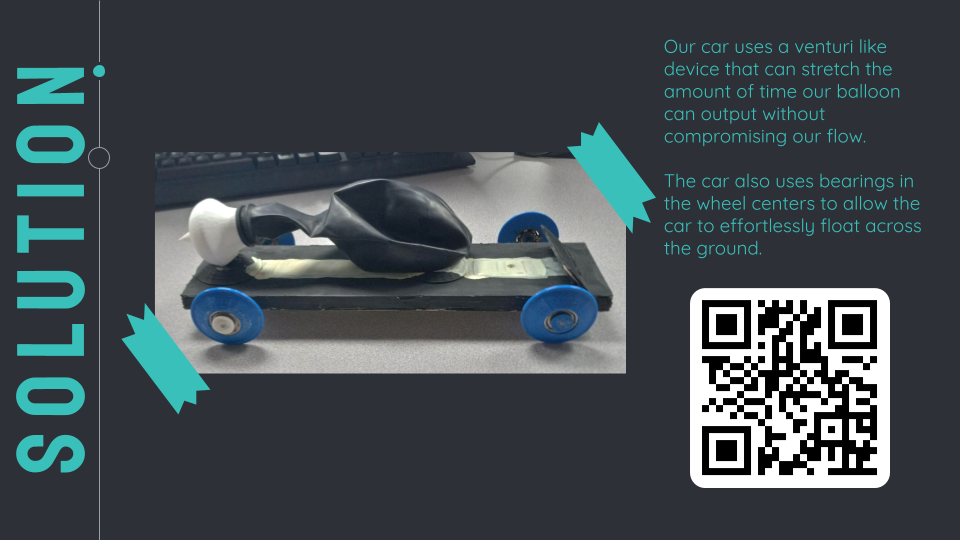 SOLUTION
Our car uses a venturi like
device that can stretch the
amount of time our balloon
can output without
compromising our flow.
The car also uses bearings in
the wheel centers to allow the
car to effortlessly float across
the ground.